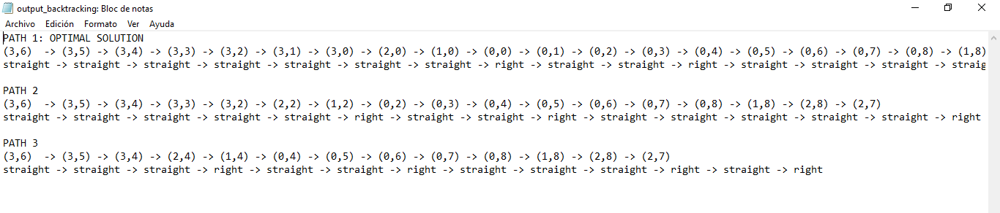 output_backtracking: Bloc de notas
Archivo Edición Formato Ver Ayuda
PATH 1: OPTIMAL SOLUTION
(3,6)  -> (3,5) -> (3,4) -> (3,3) -> (3,2) -> (3,1) -> (3,0) -> (2,0) -> (1,0) -> (0,0) -> (0,1) -> (0,2) -> (0,3) -> (0,4) -> (0,5) -> (0,6) -> (0,7) -> (0,8) -> (1,8)
straight -> straight -> straight -> straight -> straight -> straight -> straight -> right -> straight -> straight -> right -> straight -> straight -> straight -> straig
PATH 2
(3,6)  -> (3,5) -> (3,4) -> (3,3) -> (3,2) -> (2,2) -> (1,2) -> (0,2) -> (0,3) -> (0,4) -> (0,5) -> (0,6) -> (0,7) -> (0,8) -> (1,8) -> (2,8) -> (2,7)
straight -> straight -> straight -> straight -> straight -> right -> straight -> straight -> right -> straight -> straight -> straight -> straight -> straight -> right
PATH 3
(3,6)  -> (3,5) -> (3,4) -> (2,4) -> (1,4) -> (0,4) -> (0,5) -> (0,6) -> (0,7) -> (0,8) -> (1,8) -> (2,8) -> (2,7)
straight -> straight -> straight -> right -> straight -> straight -> right -> straight -> straight -> straight -> right -> straight -> right